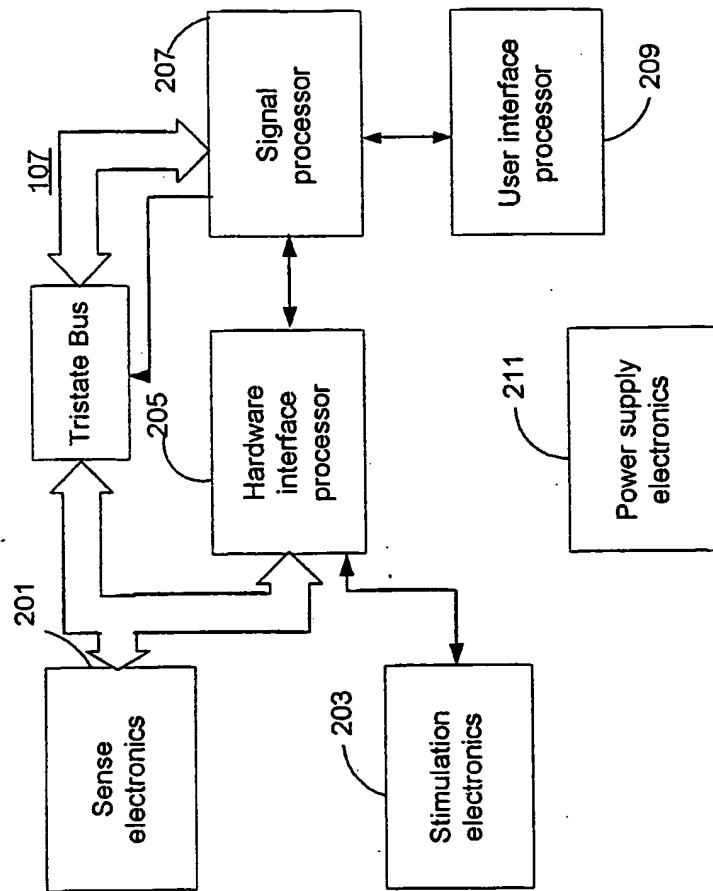 107
201
Sense
electronics
Tristate Bus
207
Signal
processor
205
Hardware
interface
processor
203
Stimulation
electronics
User interface
processor
209
211
Power supply
electronics